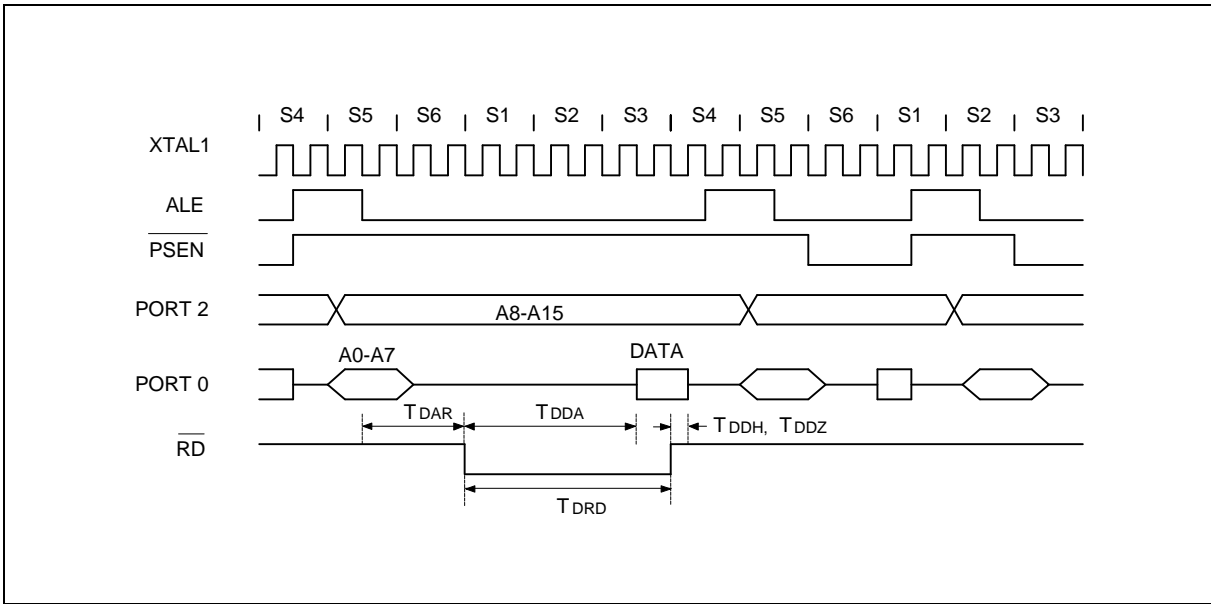 S4 S5 S6 S1 S2 S3 S4 S5 S6 S1 S2 S3
XTAL1
ALE
PSEN
PORT 2
A8-A15
A0-A7
DATA
PORT 0
TDAR
TDDA
TDDH, TDDZ
RD
TDRD